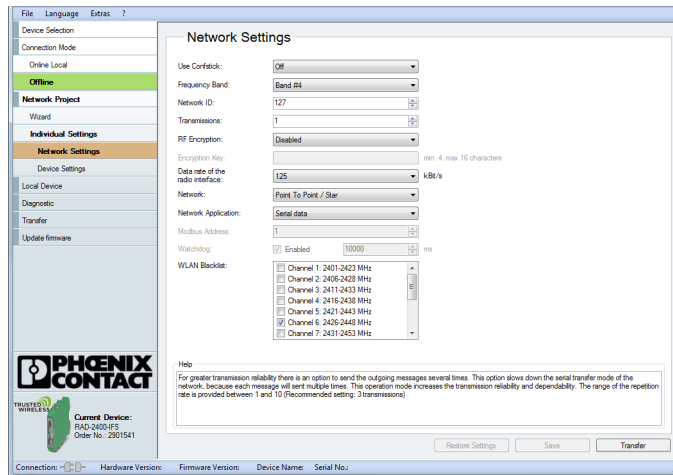 File Language Extras ?
Device Selection
Connection Mode
Online Local
Offline
Network Project
Wizard
Individual Settings
Network Settings
Device Settings
Local Device
Diagnostic
Transfer
Update firmware
PHŒNIX
CONTACT
TRUSTED
WIRELESS
Current Device:
RAD-2400-IFS
Order No.: 2901541
Network Settings
Use Confstick: Off
Frequency Band: Band #4
Network ID: 127
Transmissions: 1
RF Encryption: Disabled
Encryption Key: min. 4, max 16 characters
Data rate of the
radio interface: 125 kBit/s
Network: Point To Point / Star
Network Application: Serial data
Modbus Address: 1
Watchdog: Enabled 10000 ms
WLAN Blacklist:
Channel 1: 2401-2423 MHz
Channel 2: 2406-2428 MHz
Channel 3: 2411-2433 MHz
Channel 4: 2416-2438 MHz
Channel 5: 2421-2443 MHz
Channel 6: 2426-2448 MHz
Channel 7: 2431-2453 MHz
Help
For greater transmission reliability there is an option to send the outgoing messages several times. This option slows down the serial transfer mode of the
network, because each message will sent multiple times. This operation mode increases the transmission reliability and dependability. The range of the repetition
rate is provided between 1 and 10 (Recommended setting: 3 transmissions)
Restore Settings Save Transfer
Connection: Hardware Version: Firmware Version: Device Name: Serial No.: